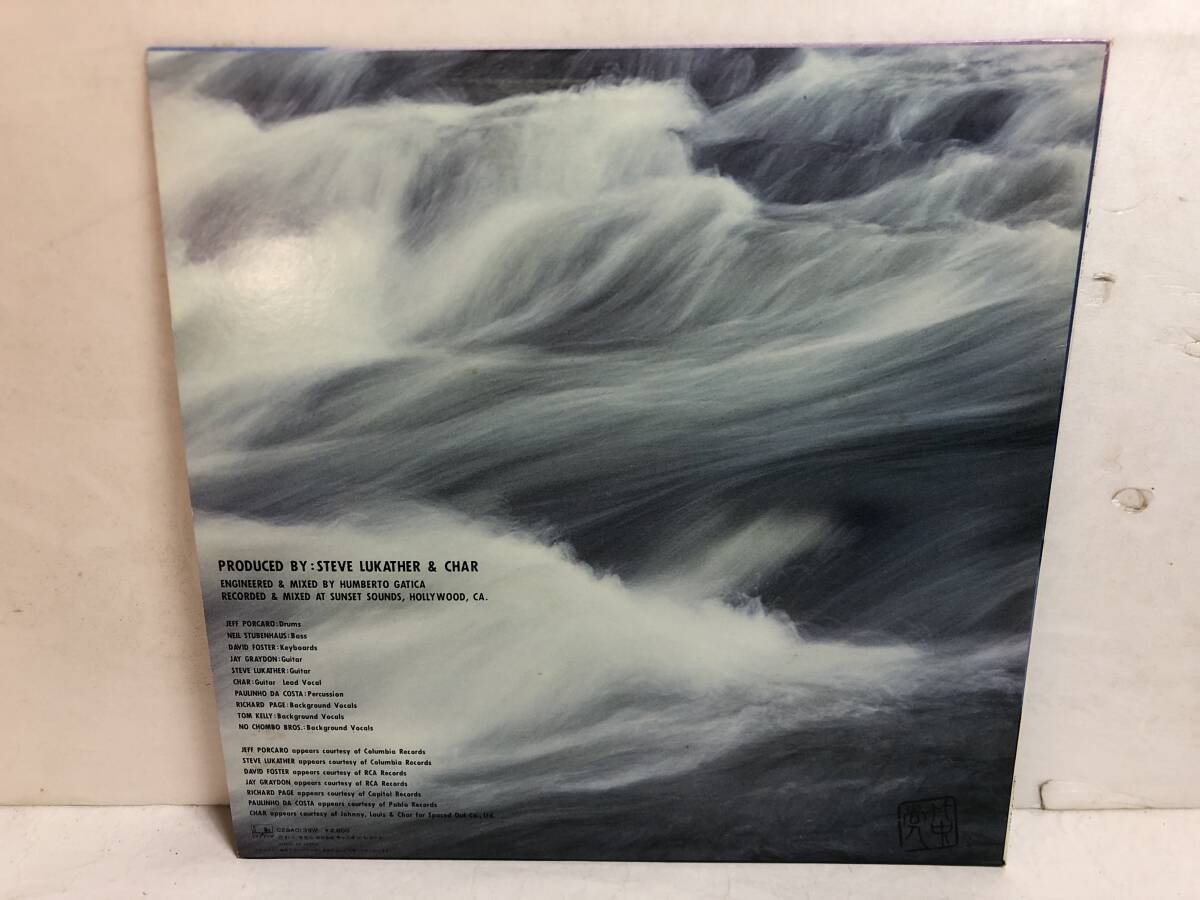 PRODUCED BY:STEVE LUKATHER & CHAR
ENGINEERED & MIXED BY HUMBERTO GATICA
RECORDED & MIXED AT SUNSET SOUNDS, HOLLYWOOD, CA.
JEFF PORCARO:Drums
NEIL STUBENHAUS:Bass
DAVID FOSTER:Keyboards
JAY GRAYDON:Guitar
STEVE LUKATHER:Guitar
CHAR:Guitar Lead Vocal
PAULINHO DA COSTA:Percussion
RICHARD PAGE:Background Vocals
TOM KELLY:Background Vocals
NO CHOMBO BROS.:Background Vocals
JEFF PORCARO appears courtesy of Columbia Records
STEVE LUKATHER appears courtesy of Columbia Records
DAVID FOSTER appears courtesy of RCA Records
JAY GRAYDON appears courtesy of RCA Records
RICHARD PAGE appears courtesy of Capitol Records
PAULINHO DA COSTA appears courtesy of Pablo Records
CHAR appears courtesy of Johnny, Louis & Char for Spaced Out Co., Ltd.
¥2,800